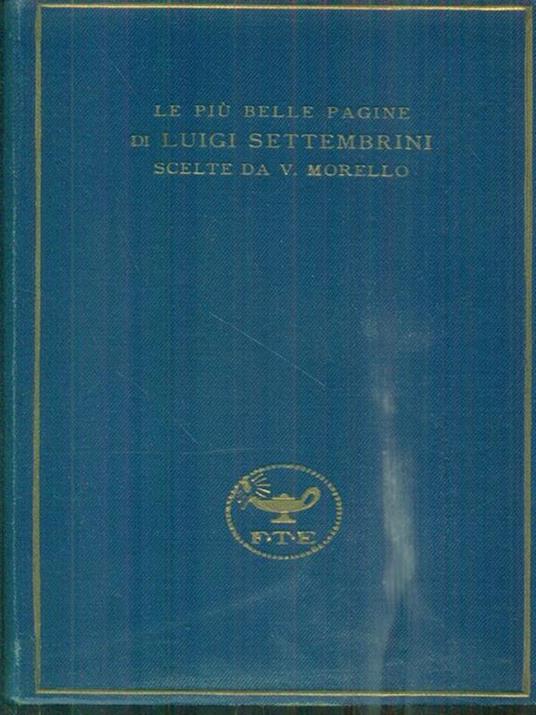 LE PIÙ BELLE PAGINE
DI LUIGI SETTEMBRINI
SCELTE DA V. MORELLO
F·T·E